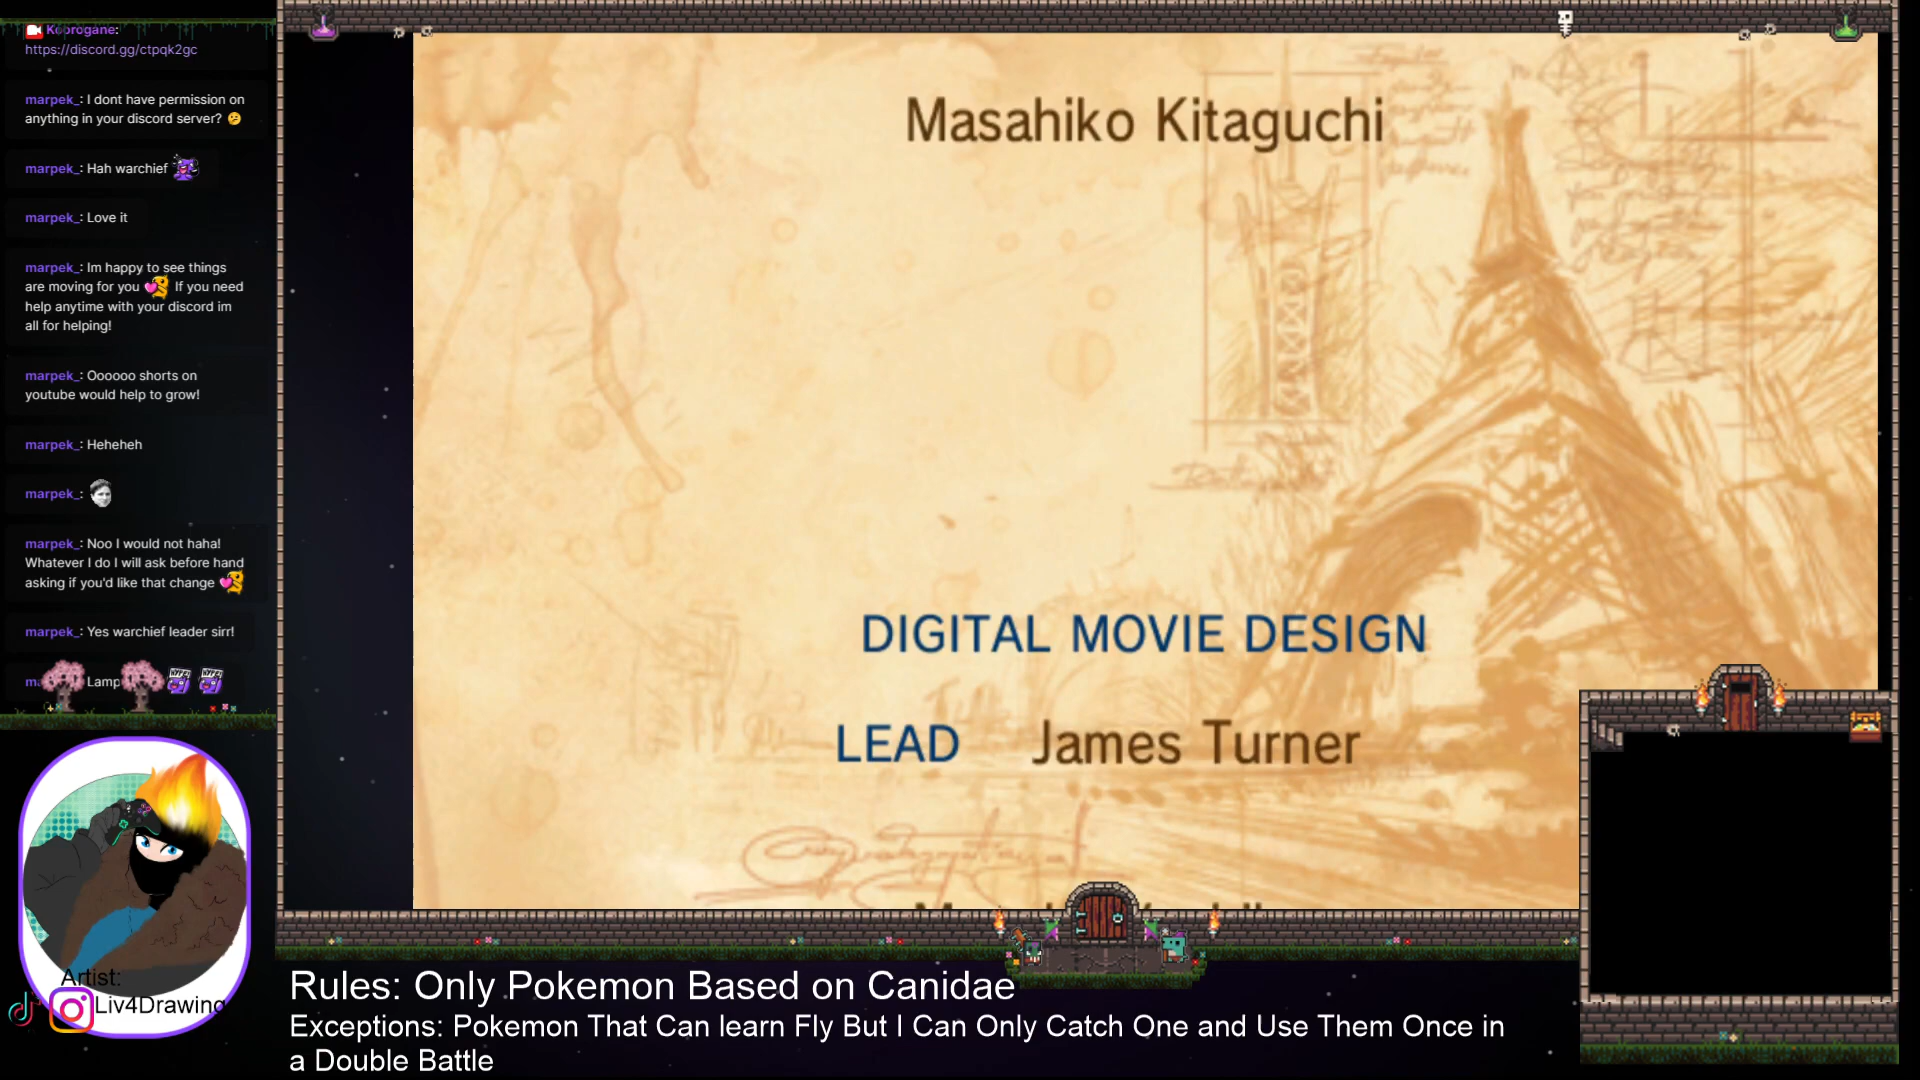 Koorogane:
https://discord.gg/ctpqk2gc
marpek_: I dont have permission on
anything in your discord server?
marpek_: Hah warchief
marpek_: Love it
marpek_: Im happy to see things
are moving for you If you need
help anytime with your discord im
all for helping!
marpek_: Oooooo shorts on
youtube would help to grow!
marpek_: Heheheh
marpek_:
marpek_: Noo I would not haha!
Whatever I do I will ask before hand
asking if you'd like that change
marpek_: Yes warchief leader sirr!
Lamp
Masahiko Kitaguchi
DIGITAL MOVIE DESIGN
LEAD James Turner
Artist:
Liv4Drawing
Rules: Only Pokemon Based on Canidae
Exceptions: Pokemon That Can learn Fly But I Can Only Catch One and Use Them Once in
a Double Battle